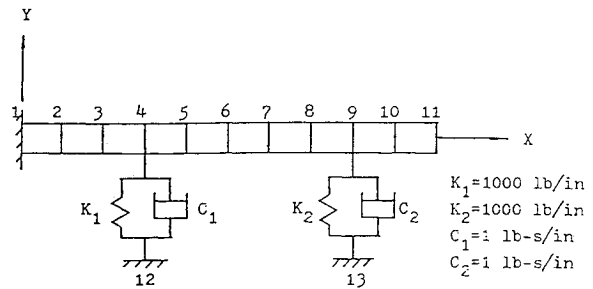 Y
1 2 3 4 5 6 7 8 9 10 11
X
K₁ C₁ K₂ C₂
12 13
K₁=1000 lb/in
K₂=1000 lb/in
C₁=1 lb-s/in
C₂=1 lb-s/in